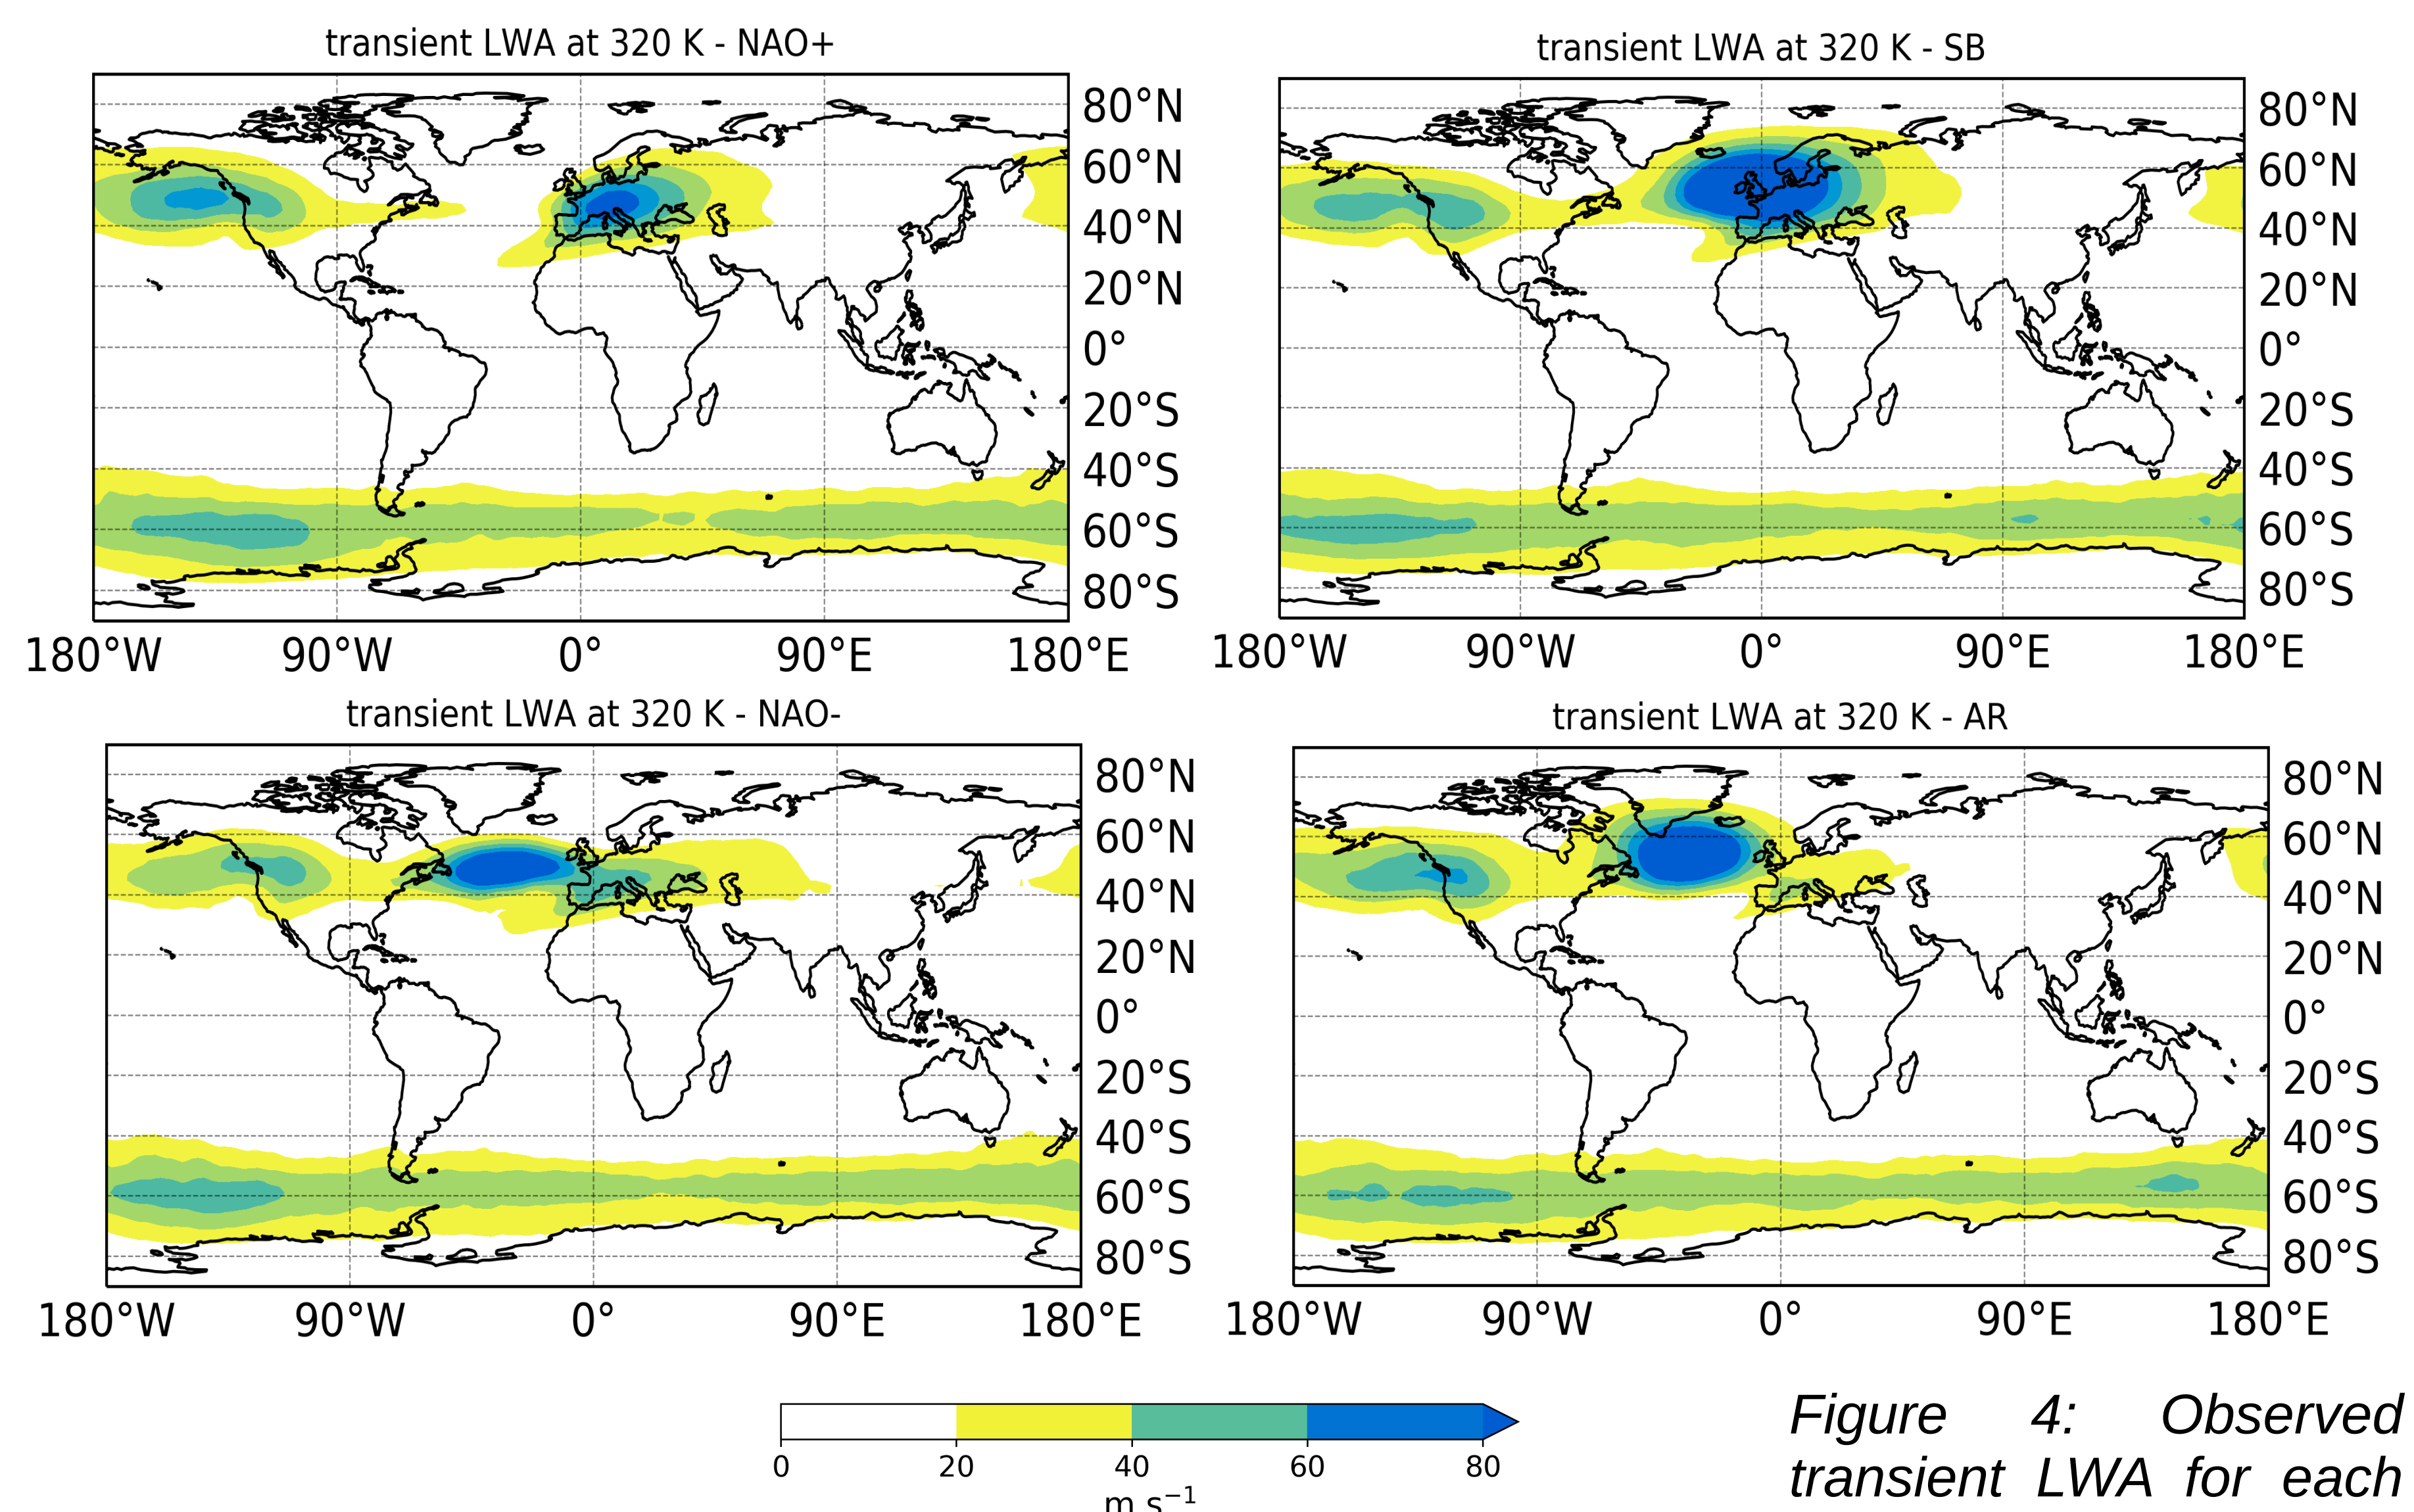 transient LWA at 320 K - NAO+
80°N
60°N
40°N
20°N
0°
20°S
40°S
60°S
80°S
180°W 90°W 0° 90°E 180°E
transient LWA at 320 K - SB
80°N
60°N
40°N
20°N
0°
20°S
40°S
60°S
80°S
180°W 90°W 0° 90°E 180°E
transient LWA at 320 K - NAO-
80°N
60°N
40°N
20°N
0°
20°S
40°S
60°S
80°S
180°W 90°W 0° 90°E 180°E
transient LWA at 320 K - AR
80°N
60°N
40°N
20°N
0°
20°S
40°S
60°S
80°S
180°W 90°W 0° 90°E 180°E
0 20 40 60 80
m s⁻¹
Figure 4: Observed
transient LWA for each